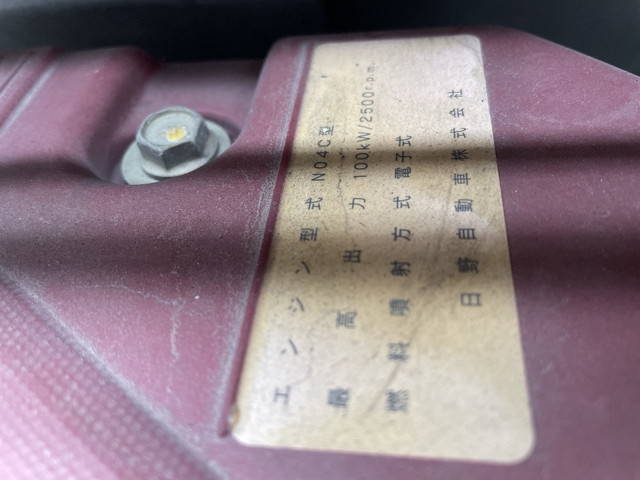 エンジン型式 N04C型
最高出力 100kW/2500r.p.m.
燃料噴射方式 電子式
日野自動車株式会社